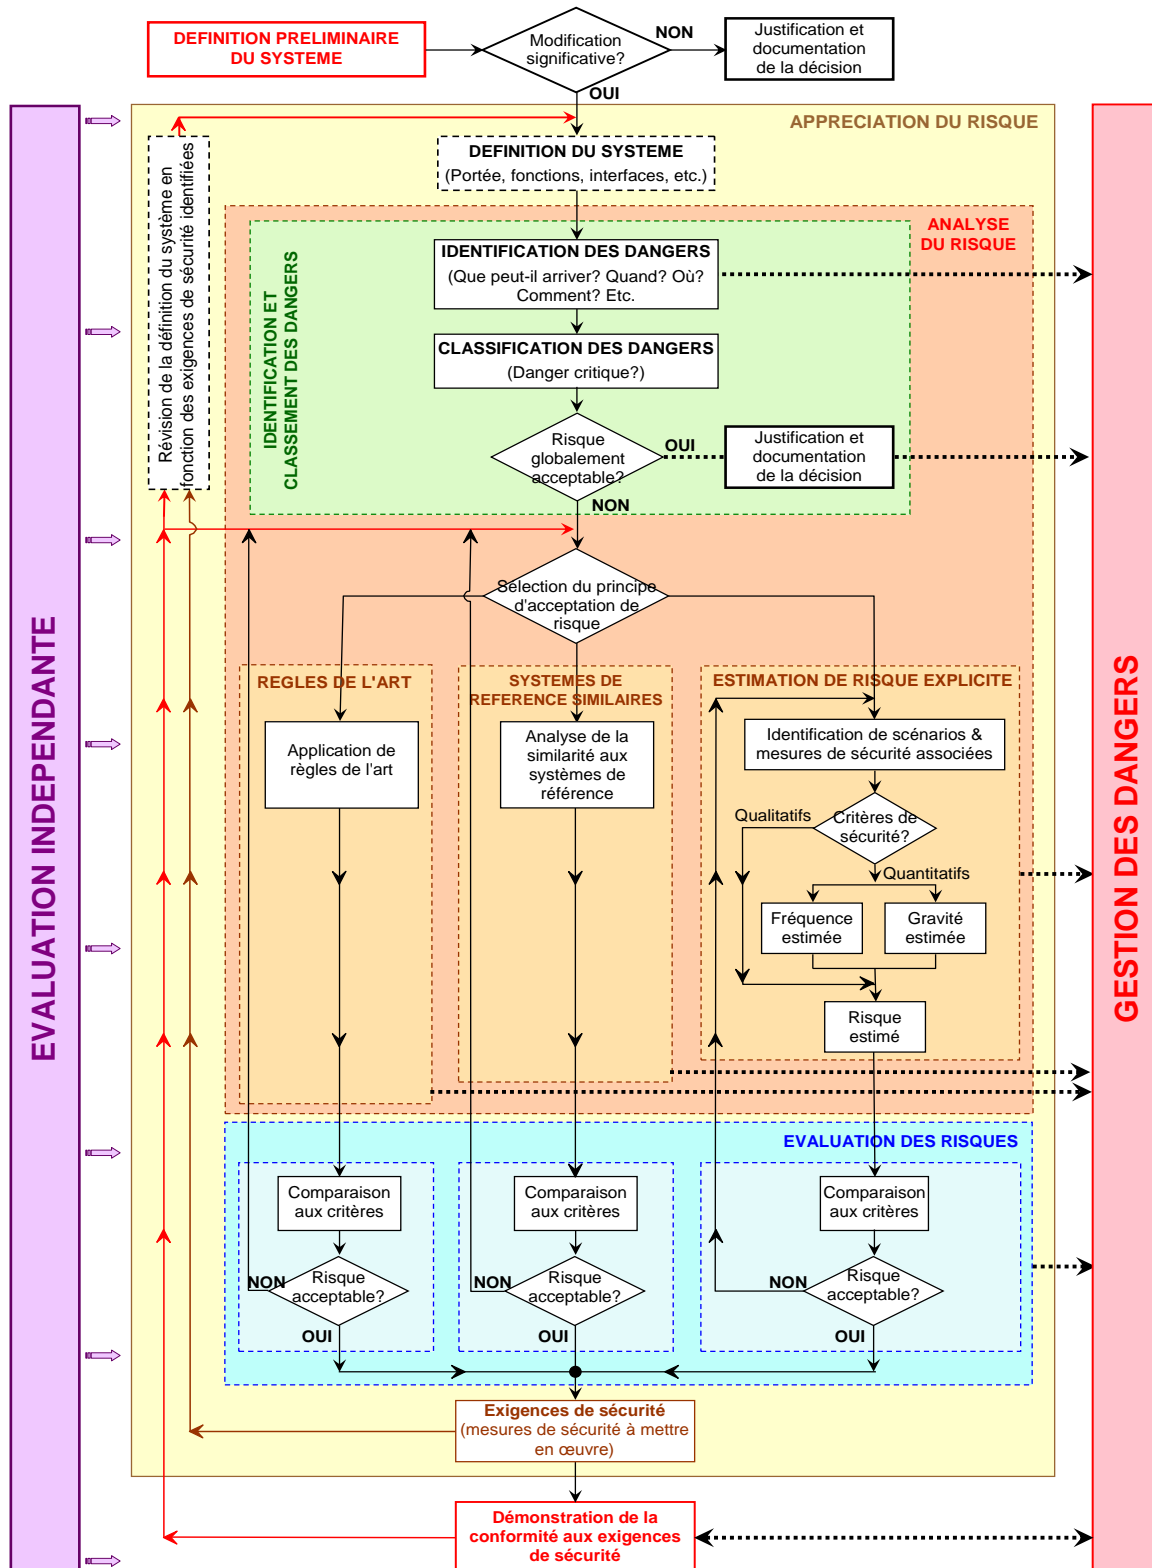 DEFINITION PRELIMINAIRE
DU SYSTEME
Modification
significative?
NON
Justification et
documentation
de la décision
OUI
APPRECIATION DU RISQUE
EVALUATION INDEPENDANTE
GESTION DES DANGERS
Révision de la définition du système en
fonction des exigences de sécurité identifiées
DEFINITION DU SYSTEME
(Portée, fonctions, interfaces, etc.)
ANALYSE
DU RISQUE
IDENTIFICATION ET
CLASSEMENT DES DANGERS
IDENTIFICATION DES DANGERS
(Que peut-il arriver? Quand? Où?
Comment? Etc.
CLASSIFICATION DES DANGERS
(Danger critique?)
Risque
globalement
acceptable?
OUI
Justification et
documentation
de la décision
NON
Sélection du principe
d'acceptation de
risque
REGLES DE L'ART
SYSTEMES DE
REFERENCE SIMILAIRES
ESTIMATION DE RISQUE EXPLICITE
Application de
règles de l'art
Analyse de la
similarité aux
systèmes de
référence
Identification de scénarios &
mesures de sécurité associées
Qualitatifs
Critères de
sécurité?
Quantitatifs
Fréquence
estimée
Gravité
estimée
Risque
estimé
EVALUATION DES RISQUES
Comparaison
aux critères
Comparaison
aux critères
Comparaison
aux critères
NON
Risque
acceptable?
NON
Risque
acceptable?
NON
Risque
acceptable?
OUI
OUI
OUI
Exigences de sécurité
(mesures de sécurité à mettre
en œuvre)
Démonstration de la
conformité aux exigences
de sécurité